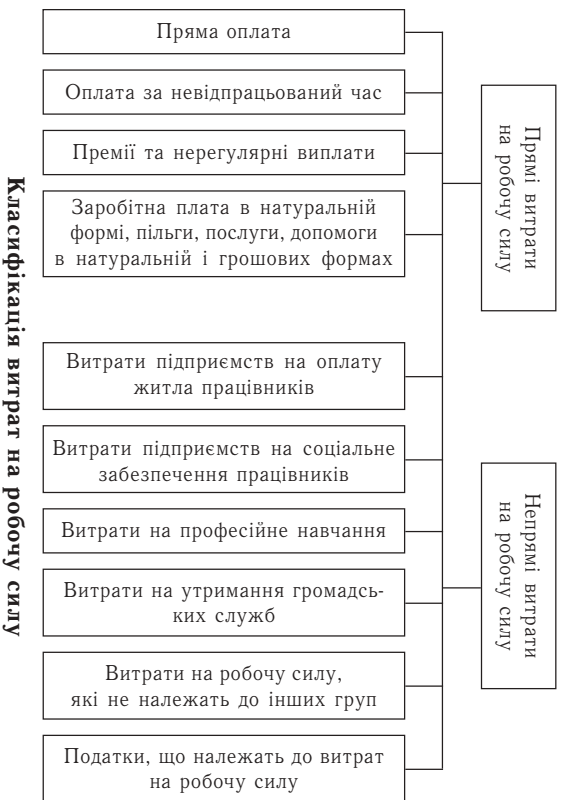 Класифікація витрат на робочу силу
Пряма оплата
Оплата за невідпрацьований час
Премії та нерегулярні виплати
Заробітна плата в натуральній
формі, пільги, послуги, допомоги
в натуральній і грошових формах
Прямі витрати
на робочу силу
Витрати підприємств на оплату
житла працівників
Витрати підприємств на соціальне
забезпечення працівників
Витрати на професійне навчання
Витрати на утримання громадсь-
ких служб
Витрати на робочу силу,
які не належать до інших груп
Податки, що належать до витрат
на робочу силу
Непрямі витрати
на робочу силу